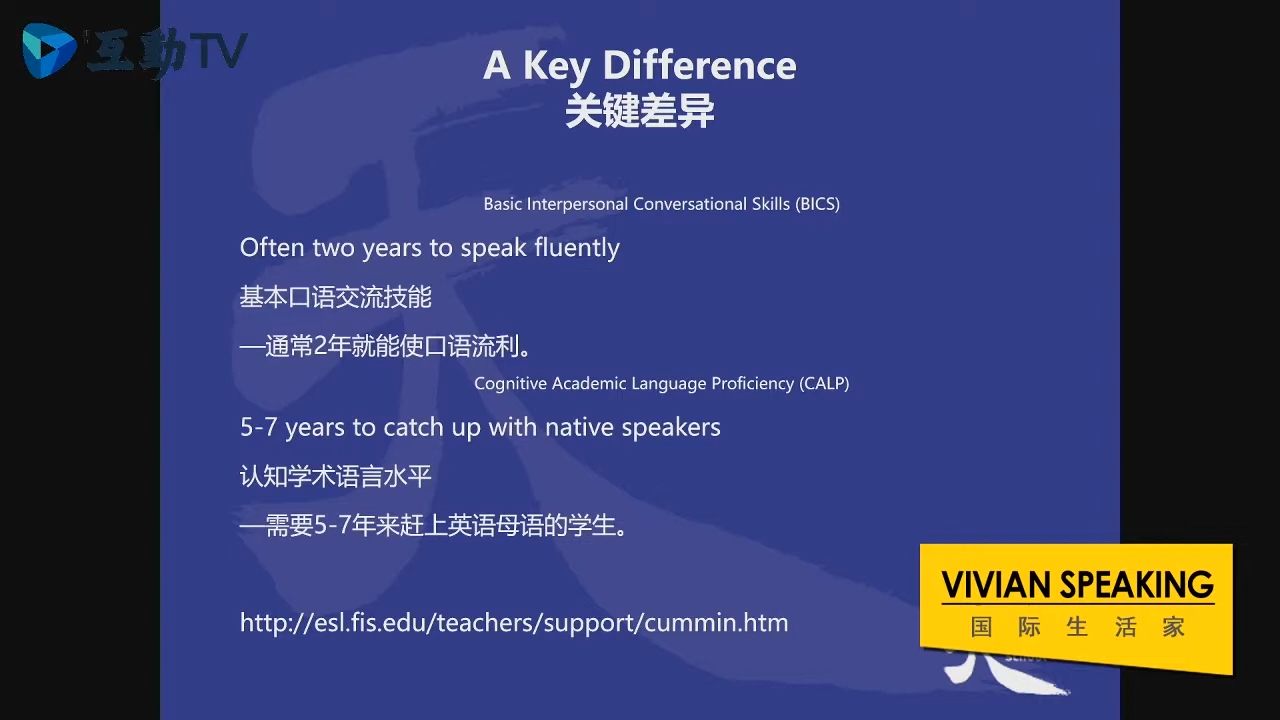 互動TV
A Key Difference
关键差异
Basic Interpersonal Conversational Skills (BICS)
Often two years to speak fluently
基本口语交流技能
—通常2年就能使口语流利。
Cognitive Academic Language Proficiency (CALP)
5-7 years to catch up with native speakers
认知学术语言水平
—需要5-7年来赶上英语母语的学生。
http://esl.fis.edu/teachers/support/cummin.htm
VIVIAN SPEAKING
国际生活家